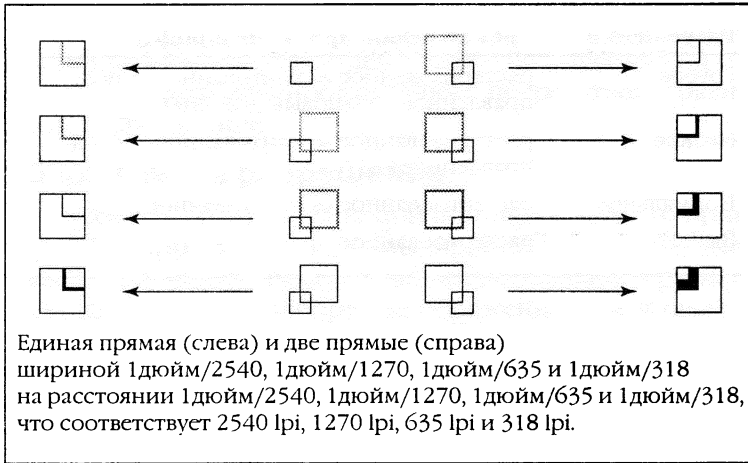 Единая прямая (слева) и две прямые (справа)
шириной 1дюйм/2540, 1дюйм/1270, 1дюйм/635 и 1дюйм/318
на расстоянии 1дюйм/2540, 1дюйм/1270, 1дюйм/635 и 1дюйм/318,
что соответствует 2540 lpi, 1270 lpi, 635 lpi и 318 lpi.